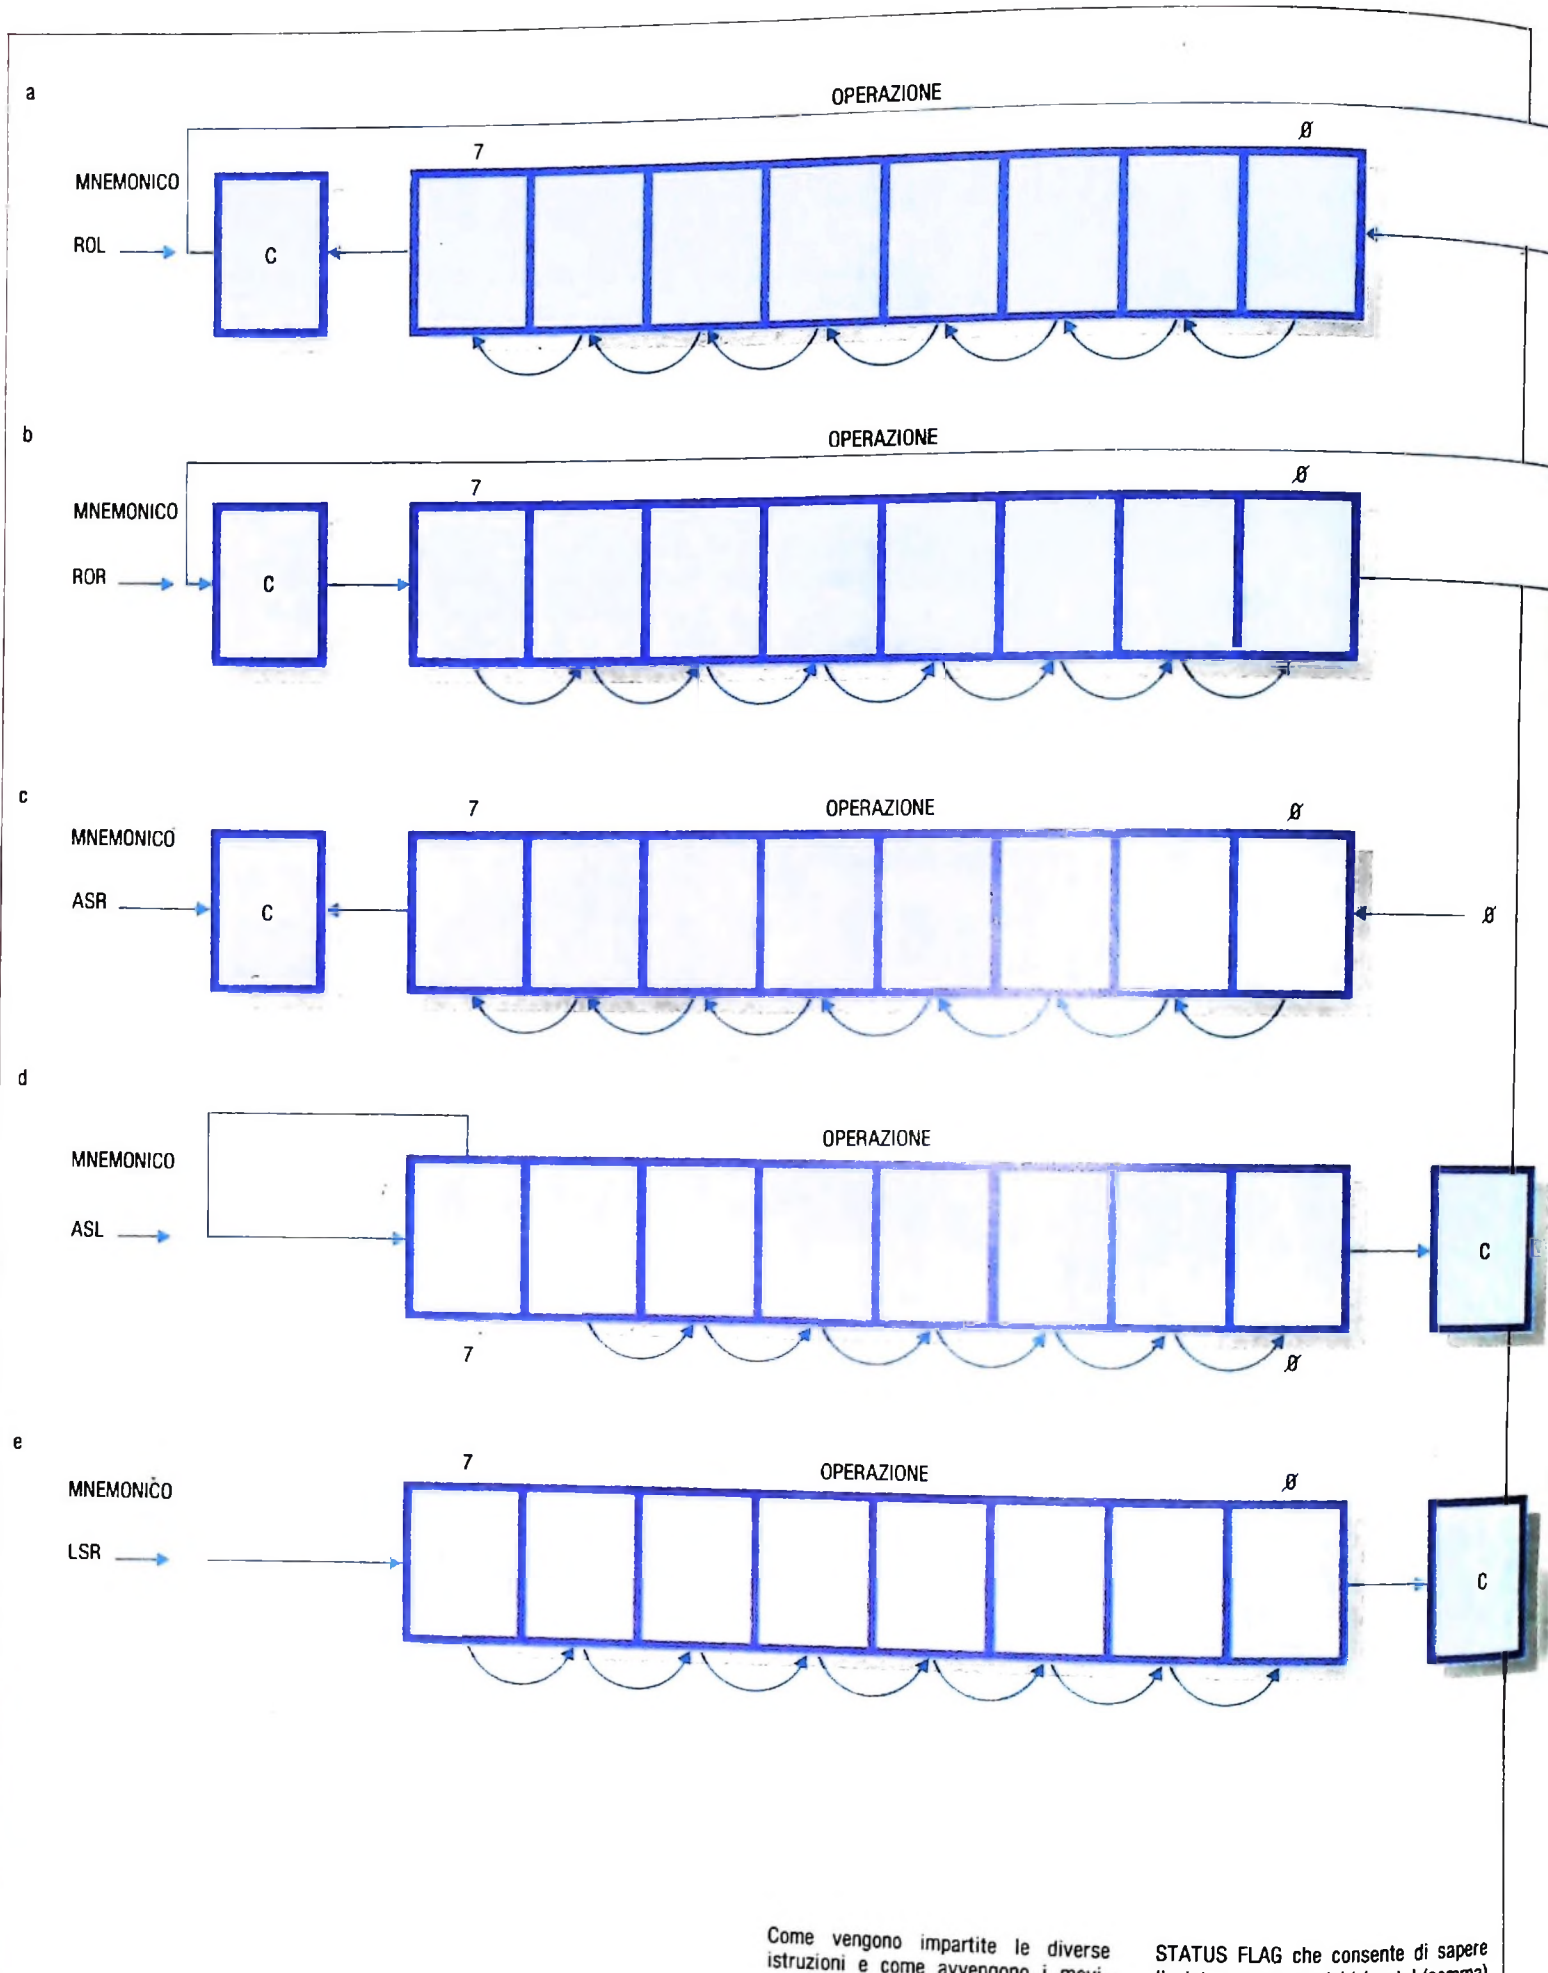 a
OPERAZIONE
7 Ø
MNEMONICO
ROL C
b
OPERAZIONE
7 Ø
MNEMONICO
ROR C
c
7 OPERAZIONE Ø
MNEMONICO
ASR C Ø
d
OPERAZIONE
MNEMONICO
ASL C
7 Ø
e
7 OPERAZIONE Ø
MNEMONICO
LSR C
Come vengono impartite le diverse
istruzioni e come avvengono i
STATUS FLAG che consente di sapere